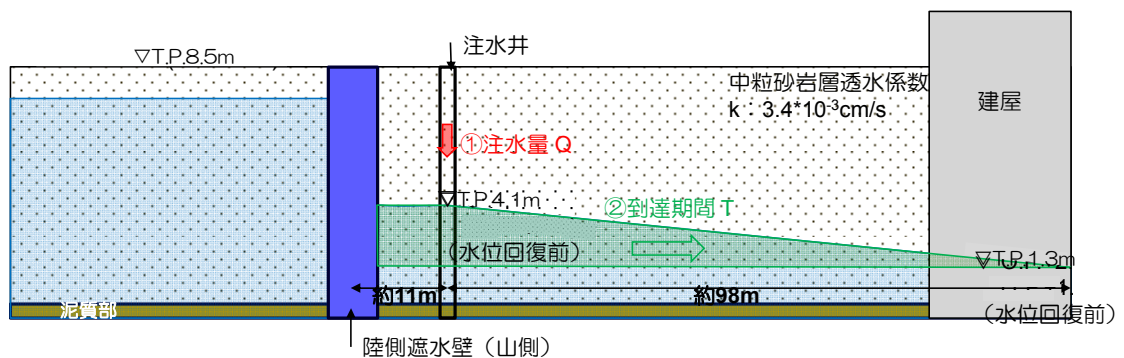 注水井
▽T.P.8.5m
中粒砂岩層透水係数
k：3.4*10-3cm/s
建屋
①注水量Q
▽T.P.4.1m
②到達期間T
（水位回復前）
▽T.P.1.3m
約11m
約98m
泥質部
（水位回復前）
陸側遮水壁（山側）